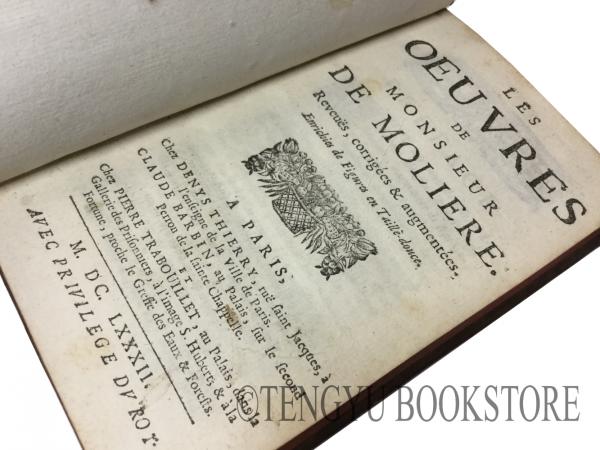 LES
OEUVRES
DE
MONSIEUR
DE MOLIERE.
Reveuës, corrigées & augmentées,
Enrichies de Figures en Taille-douce.
A PARIS,
Chez DENYS THIERRY, ruë saint Jacques, à
l'enseigne de la Ville de Paris.
CLAUDE BARBIN, au Palais, sur le second
Perron de la sainte Chappelle.
ET
Chez PIERRE TRABOUILLET au Palais, dans la
Gallerie des Prisonniers, à l'image S. Hubert; & à la
Fortune, proche le Greffe des Eaux & Forests.
M. DC. LXXXII.
AVEC PRIVILEGE DV ROY.
©TENGYU BOOKSTORE